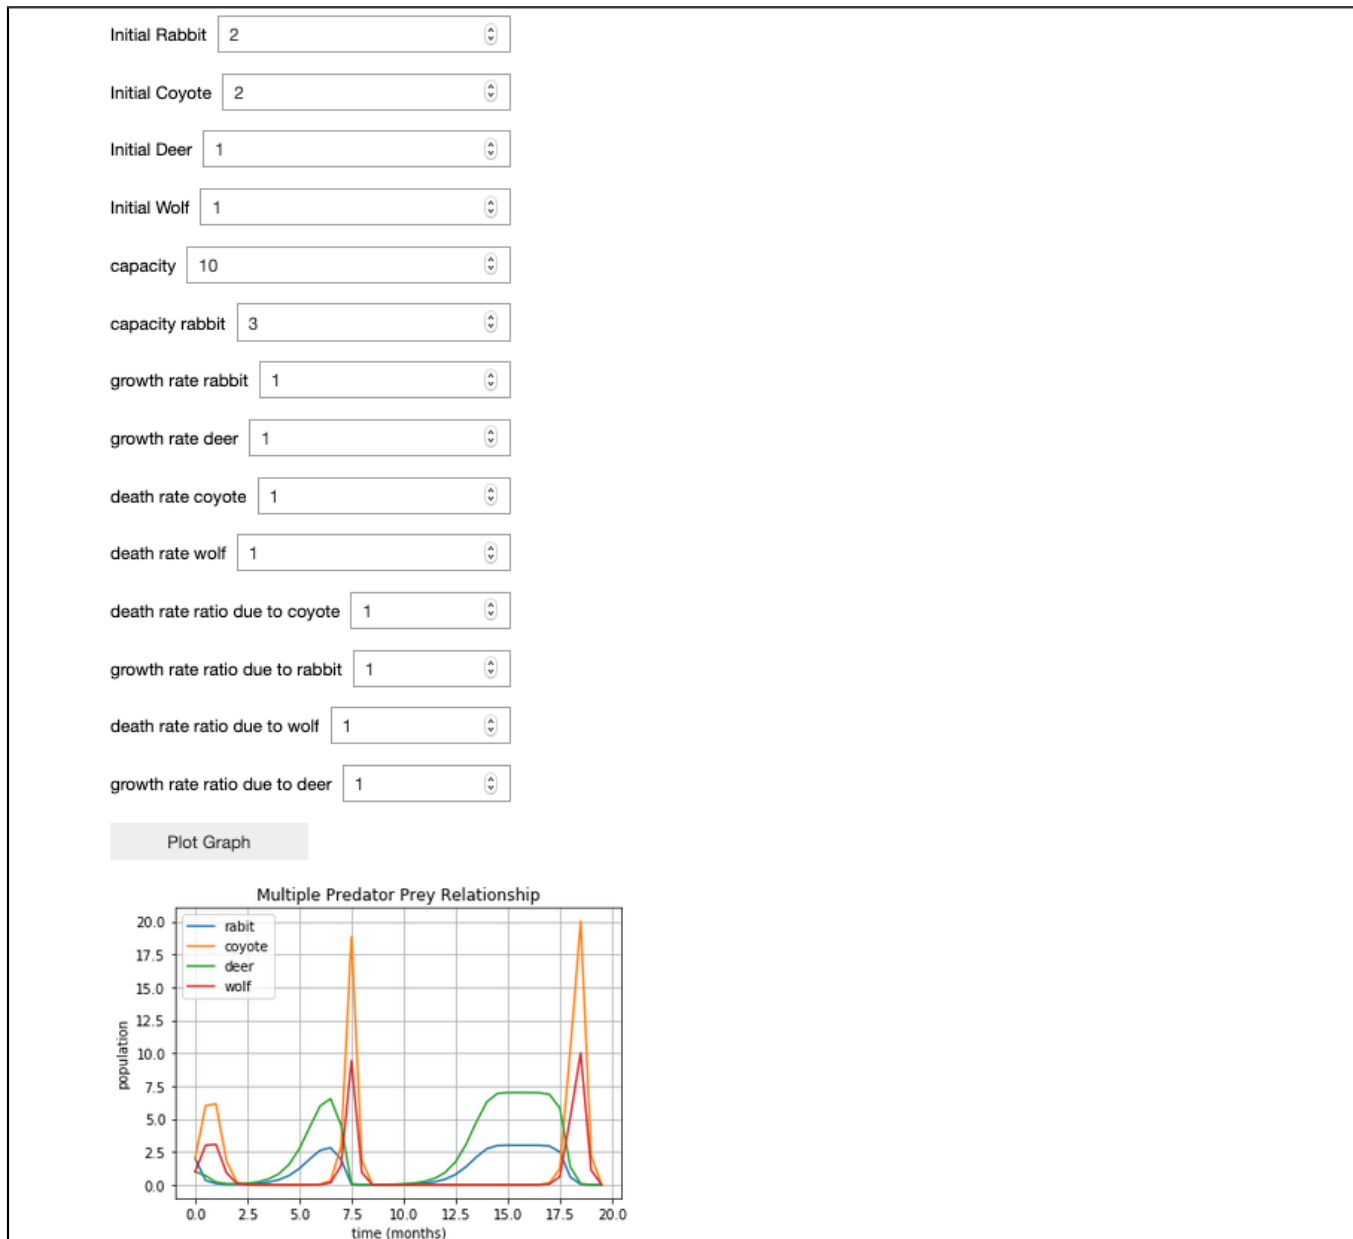 Initial Rabbit 2
Initial Coyote 2
Initial Deer 1
Initial Wolf 1
capacity 10
capacity rabbit 3
growth rate rabbit 1
growth rate deer 1
death rate coyote 1
death rate wolf 1
death rate ratio due to coyote 1
growth rate ratio due to rabbit 1
death rate ratio due to wolf 1
growth rate ratio due to deer 1
Plot Graph
Multiple Predator Prey Relationship
rabit
coyote
deer
wolf
population
20.0
17.5
15.0
12.5
10.0
7.5
5.0
2.5
0.0
0.0 2.5 5.0 7.5 10.0 12.5 15.0 17.5 20.0
time (months)